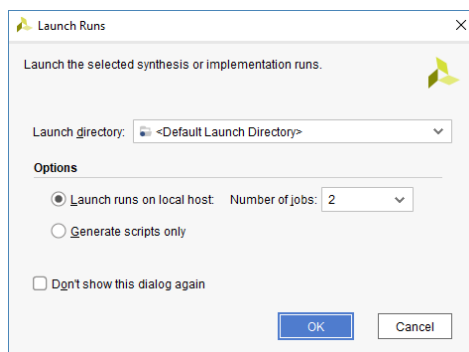 Launch Runs
Launch the selected synthesis or implementation runs.
Launch directory: <Default Launch Directory>
Options
Launch runs on local host: Number of jobs: 2
Generate scripts only
Don't show this dialog again
OK Cancel